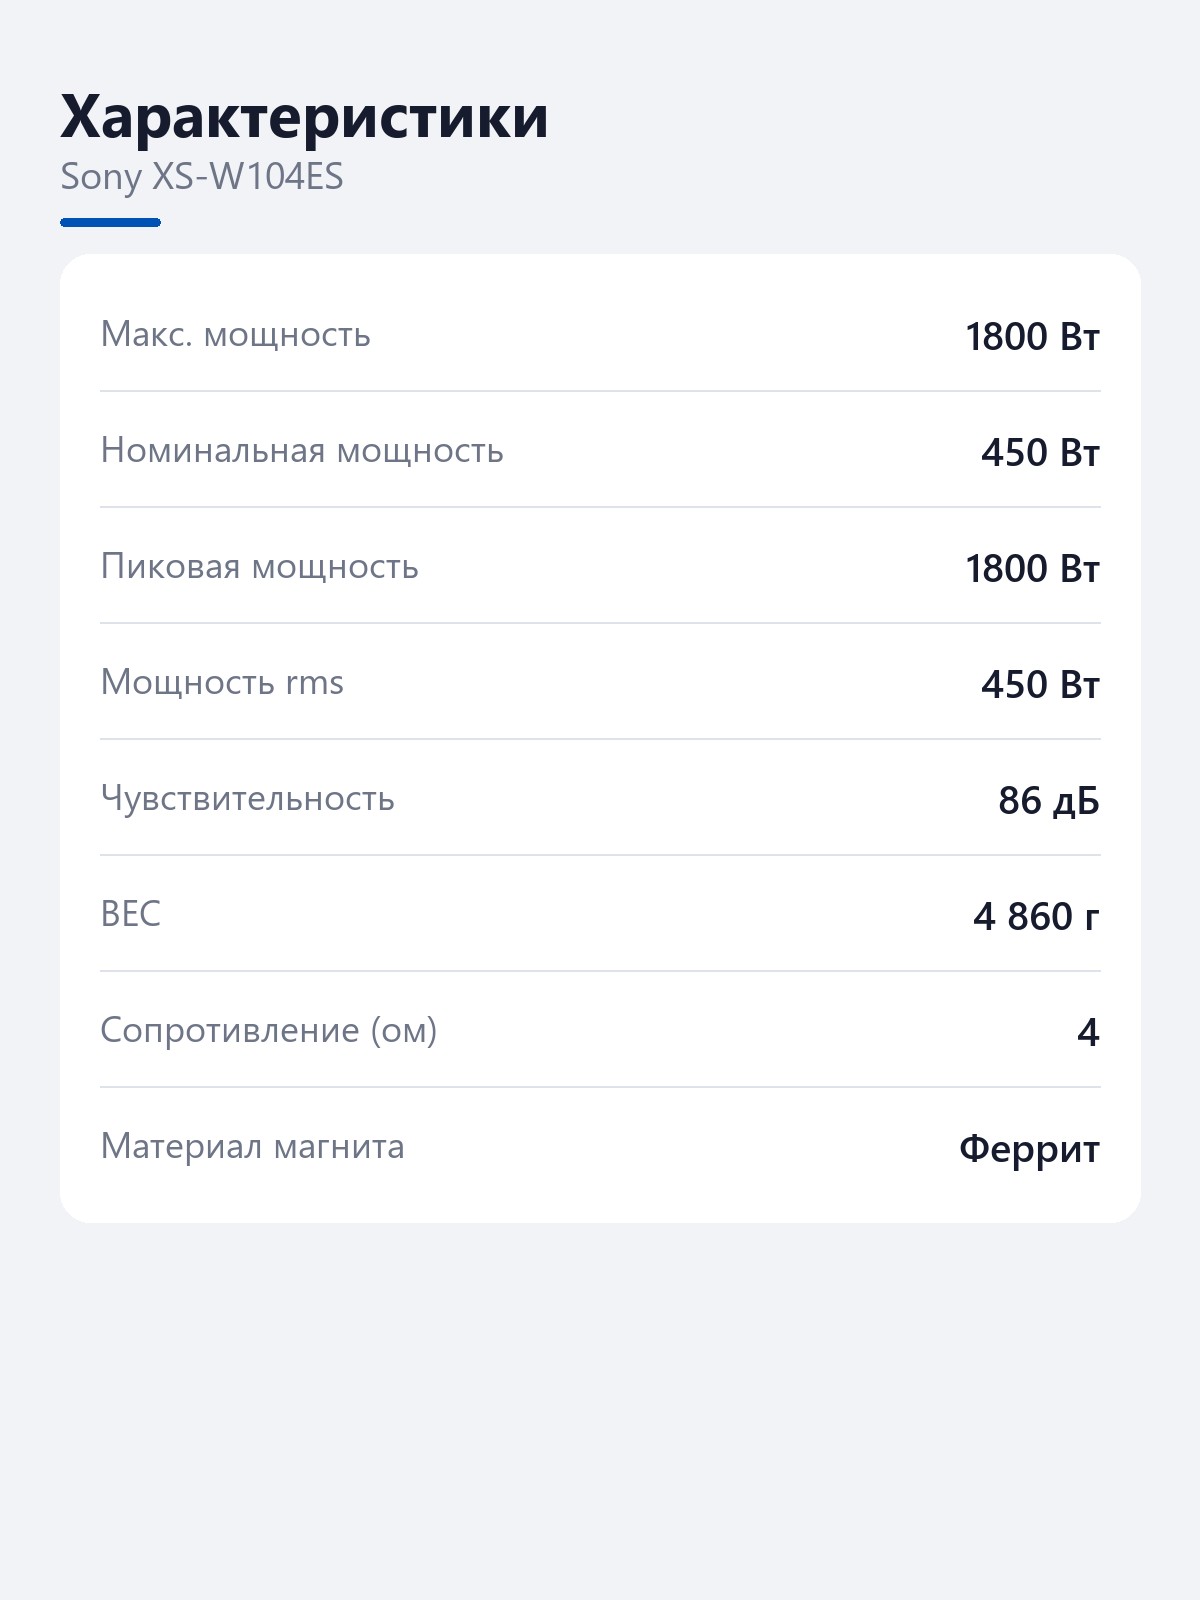 Характеристики
Sony XS-W104ES
Макс. мощность 1800 Вт
Номинальная мощность 450 Вт
Пиковая мощность 1800 Вт
Мощность rms 450 Вт
Чувствительность 86 дБ
ВЕС 4 860 г
Сопротивление (ом) 4
Материал магнита Феррит